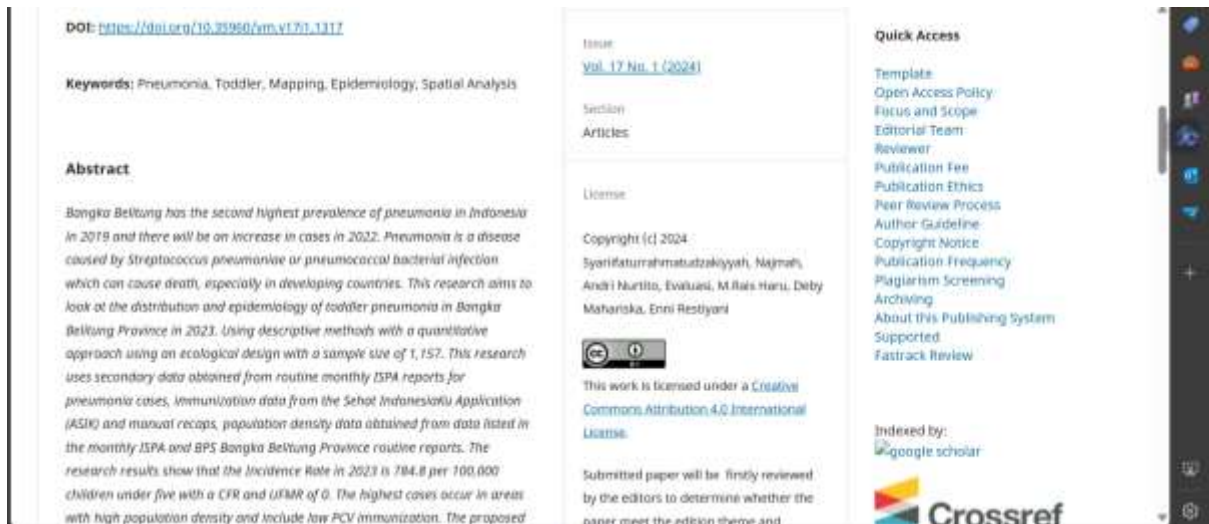 DOI: https://doi.org/10.35960/vm.v17i1.1317
Keywords: Pneumonia, Toddler, Mapping, Epidemiology, Spatial Analysis
Abstract
Bangka Belitung has the second highest prevalence of pneumonia in Indonesia
in 2019 and there will be an increase in cases in 2022. Pneumonia is a disease
caused by Streptococcus pneumoniae or pneumococcal bacterial infection
which can cause death, especially in developing countries. This research aims to
look at the distribution and epidemiology of toddler pneumonia in Bangka
Belitung Province in 2023. Using descriptive methods with a quantitative
approach using an ecological design with a sample size of 1,157. This research
uses secondary data obtained from routine monthly ISPA reports for
pneumonia cases, immunization data from the Sehat IndonesiaKu Application
(ASIK) and manual recaps, population density data obtained from data listed in
the monthly ISPA and BPS Bangka Belitung Province routine reports. The
research results show that the Incidence Rate in 2023 is 784.8 per 100,000
children under five with a CFR and UFMR of 0. The highest cases occur in areas
with high population density and include low PCV immunization. The proposed
Issue
Vol. 17 No. 1 (2024)
Section
Articles
License
Copyright (c) 2024
Syarifaturrahmatudzakiyyah, Najmah,
Andri Nurtito, Evaluasi, M.Rais Haru, Deby
Mahariska, Enni Restiyani
CC
BY
This work is licensed under a Creative
Commons Attribution 4.0 International
License.
Submitted paper will be firstly reviewed
by the editors to determine whether the
paper meet the edition theme and
Quick Access
Template
Open Access Policy
Focus and Scope
Editorial Team
Reviewer
Publication Fee
Publication Ethics
Peer Review Process
Author Guideline
Copyright Notice
Publication Frequency
Plagiarism Screening
Archiving
About this Publishing System
Supported
Fastrack Review
Indexed by:
google scholar
Crossref